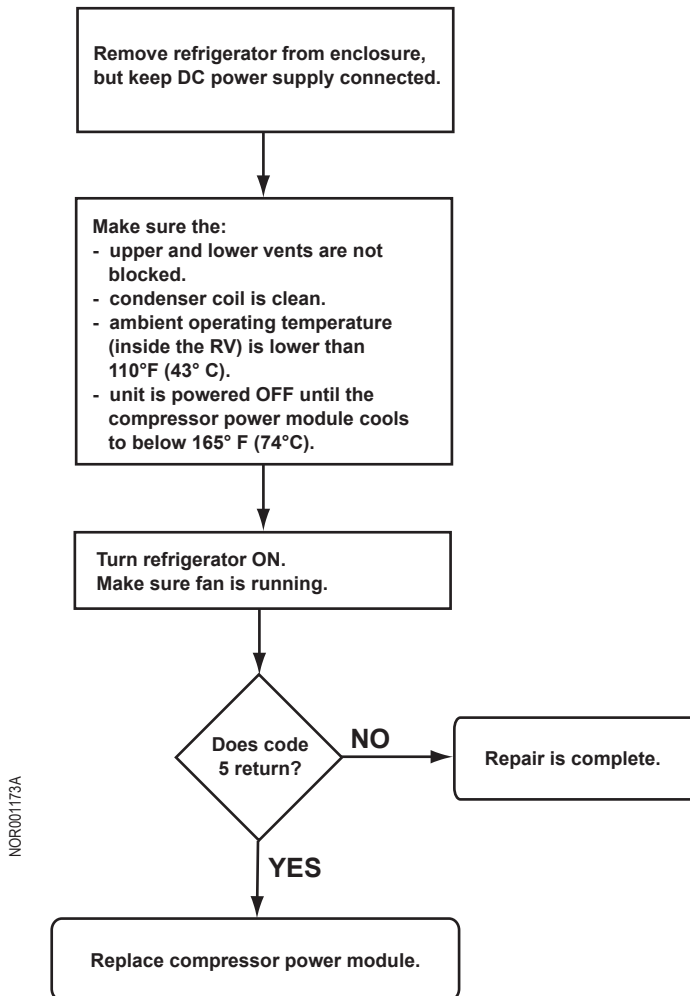 Remove refrigerator from enclosure,
but keep DC power supply connected.
Make sure the:
- upper and lower vents are not
blocked.
- condenser coil is clean.
- ambient operating temperature
(inside the RV) is lower than
110°F (43° C).
- unit is powered OFF until the
compressor power module cools
to below 165° F (74°C).
Turn refrigerator ON.
Make sure fan is running.
Does code
5 return?
NO
Repair is complete.
YES
Replace compressor power module.
NOR001173A